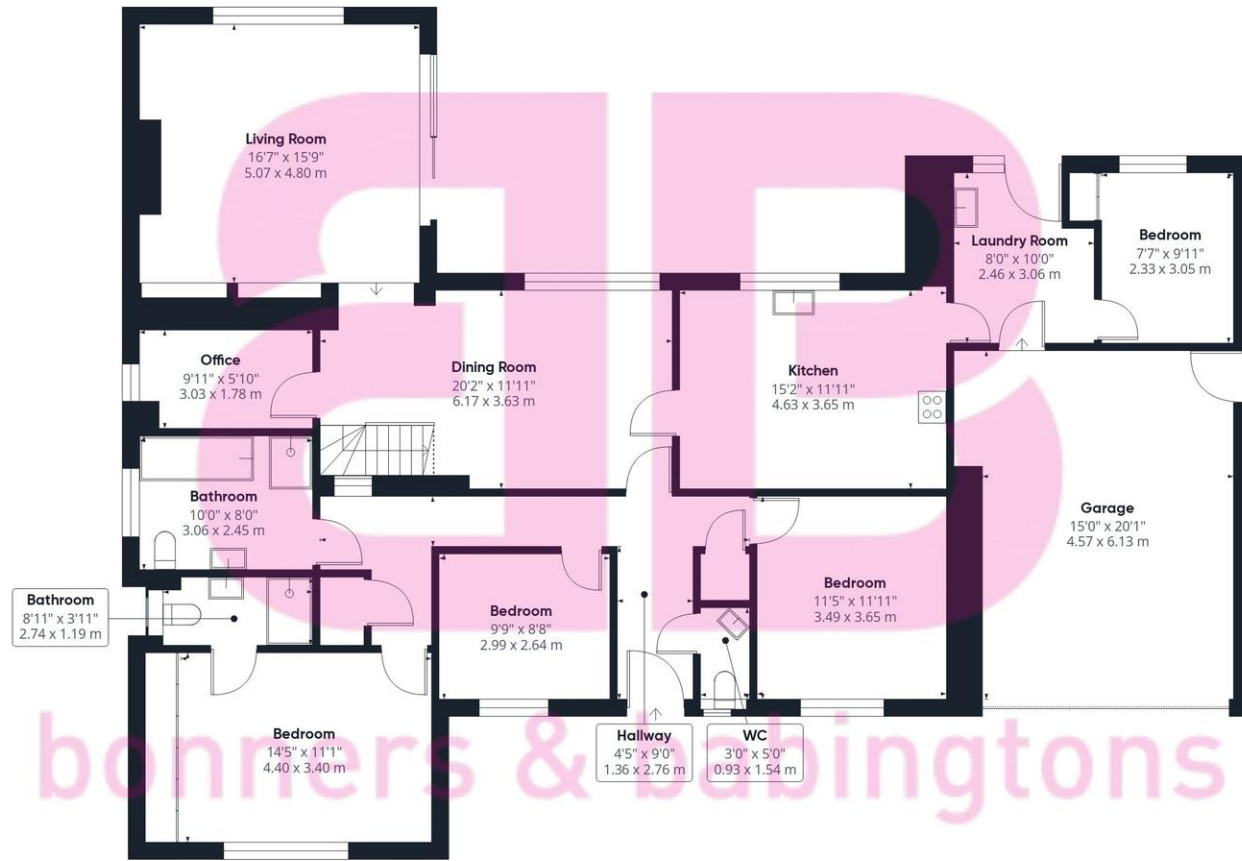 Living Room
16'7" x 15'9"
5.07 x 4.80 m
Laundry Room
8'0" x 10'0"
2.46 x 3.06 m
Bedroom
7'7" x 9'11"
2.33 x 3.05 m
Office
9'11" x 5'10"
3.03 x 1.78 m
Dining Room
20'2" x 11'11"
6.17 x 3.63 m
Kitchen
15'2" x 11'11"
4.63 x 3.65 m
Bathroom
10'0" x 8'0"
3.06 x 2.45 m
Garage
15'0" x 20'1"
4.57 x 6.13 m
Bathroom
8'11" x 3'11"
2.74 x 1.19 m
Bedroom
9'9" x 8'8"
2.99 x 2.64 m
Bedroom
11'5" x 11'11"
3.49 x 3.65 m
Bedroom
14'5" x 11'1"
4.40 x 3.40 m
Hallway
4'5" x 9'0"
1.36 x 2.76 m
WC
3'0" x 5'0"
0.93 x 1.54 m
bonners & babingtons